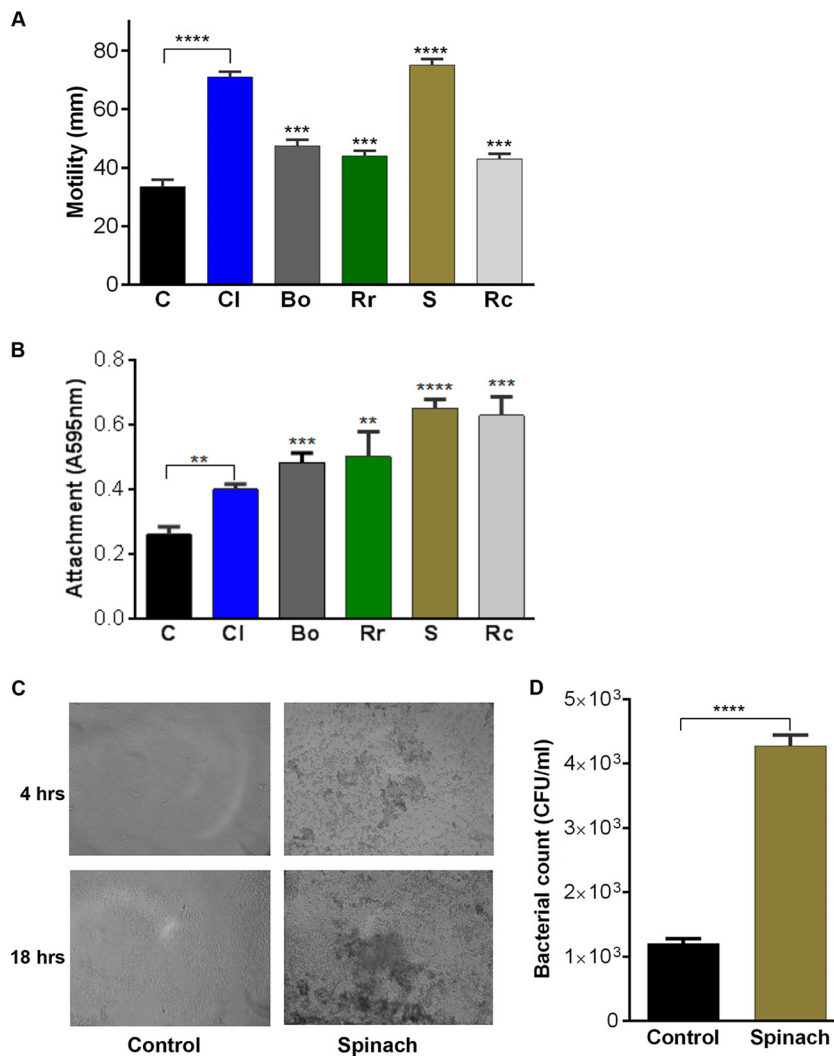 A
Motility (mm)
80
60
40
20
0
****
***
***
****
***
C Cl Bo Rr S Rc
B
Attachment (A595nm)
0.8
0.6
0.4
0.2
0.0
**
***
**
****
***
C Cl Bo Rr S Rc
C
4 hrs
18 hrs
Control Spinach
D
Bacterial count (CFU/ml)
5×10³
4×10³
3×10³
2×10³
1×10³
0
****
Control Spinach